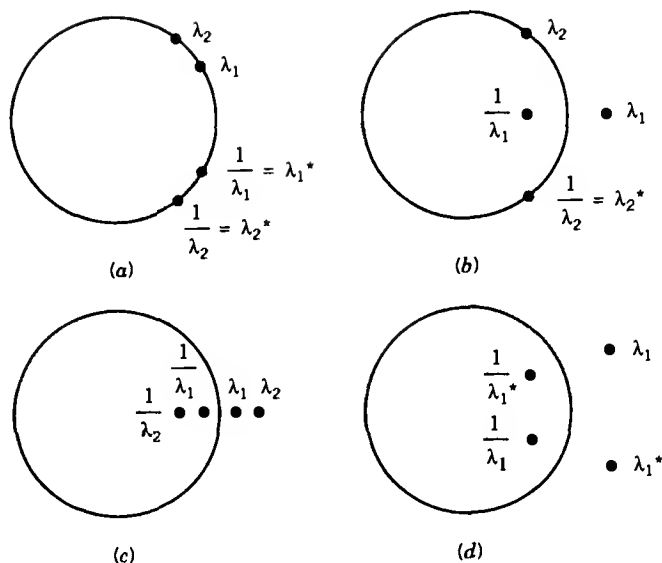 λ₂
λ₁
1/λ₁ = λ₁*
1/λ₂ = λ₂*
(a)
λ₂
1/λ₁
λ₁
1/λ₂ = λ₂*
(b)
1/λ₁
1/λ₂
λ₁ λ₂
(c)
λ₁
1/λ₁*
1/λ₁
λ₁*
(d)